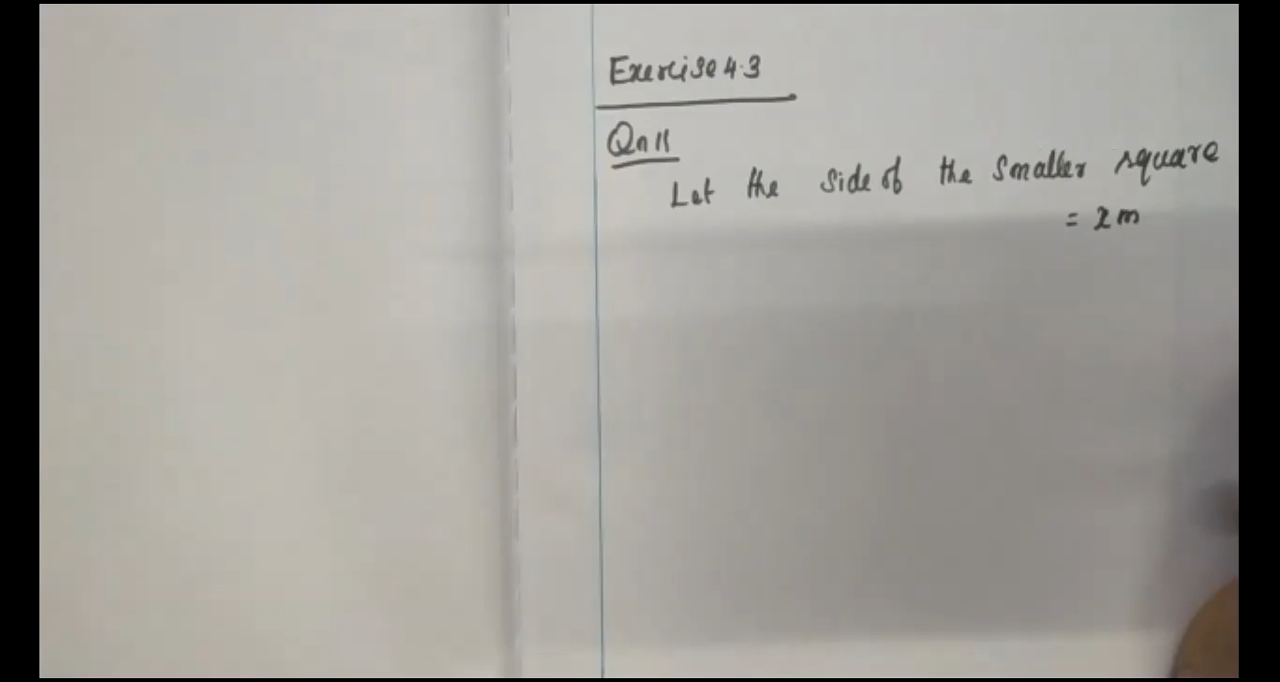 Exercise 4.3
Qn 11
Let the side of the smaller square
= x m